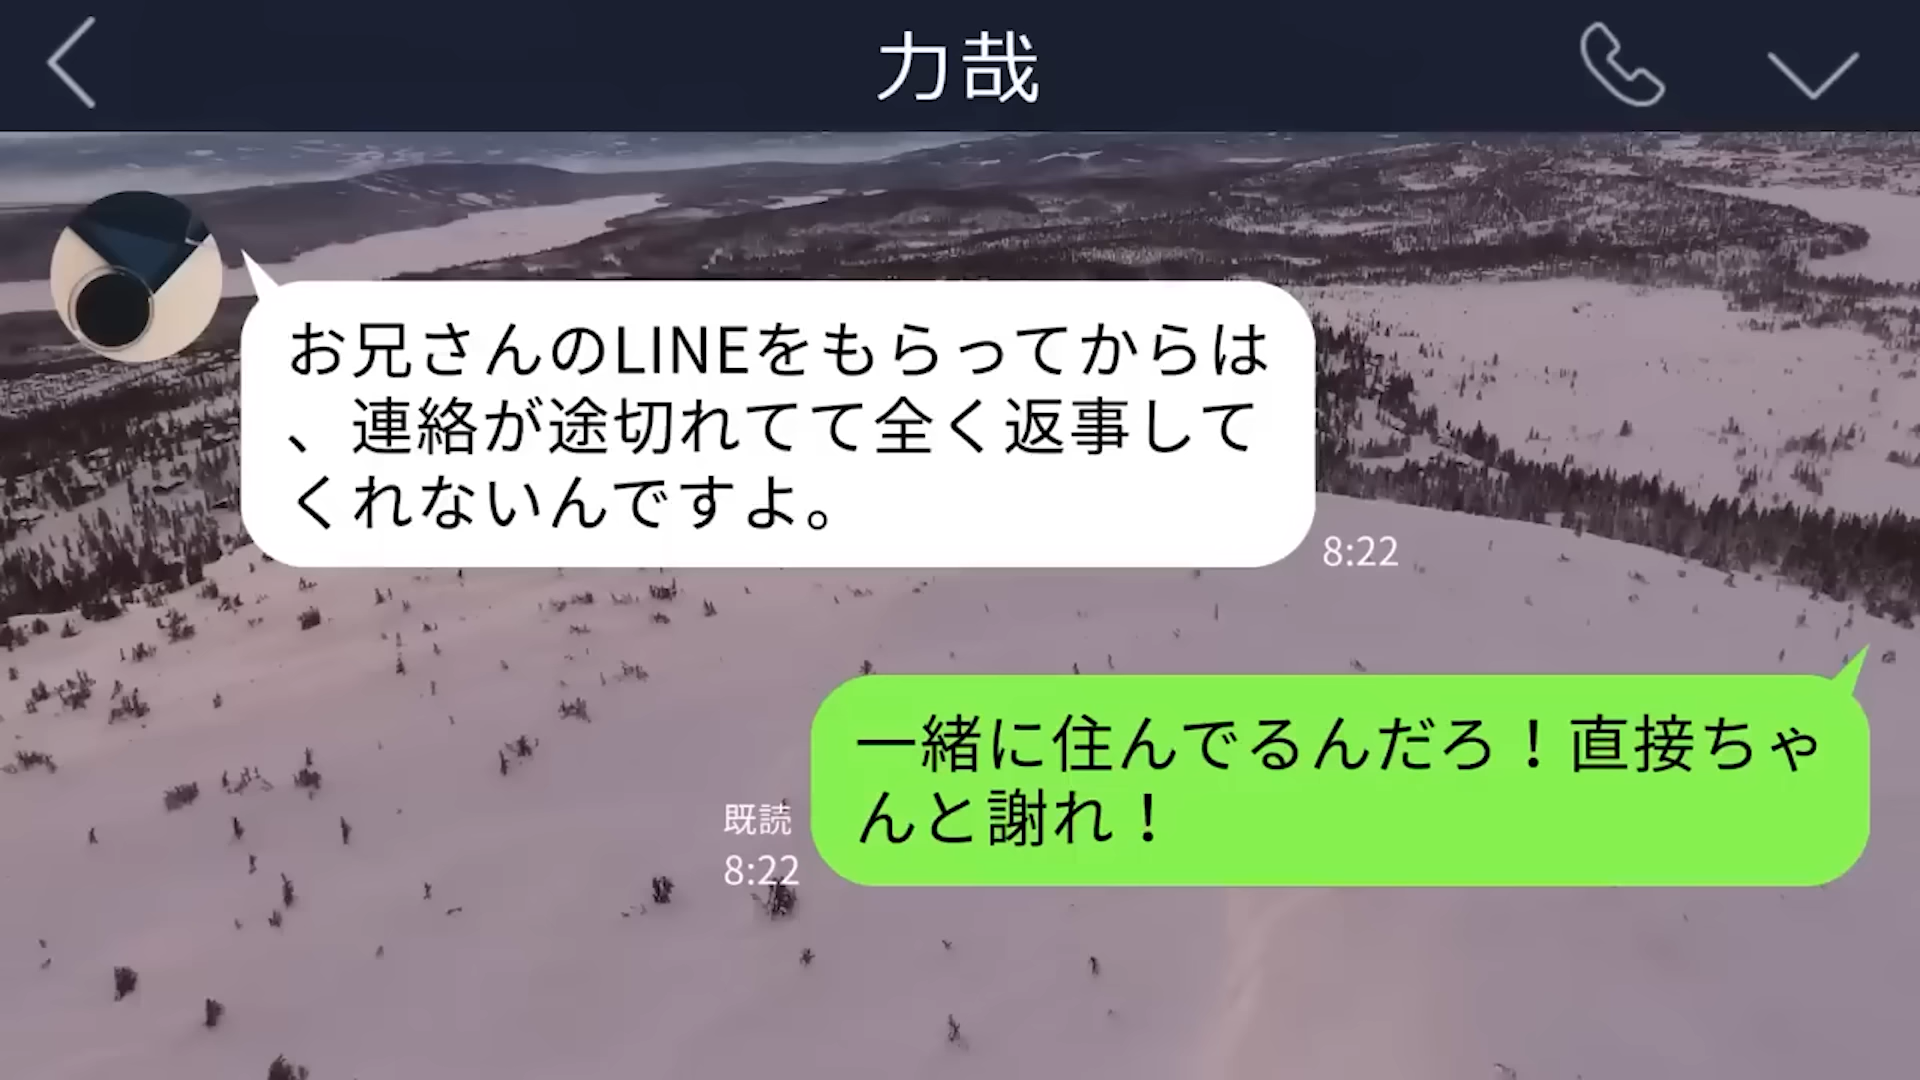 力哉
お兄さんのLINEをもらってからは
、連絡が途切れてて全く返事して
くれないんですよ。
8:22
一緒に住んでるんだろ！直接ちゃ
んと謝れ！
既読
8:22